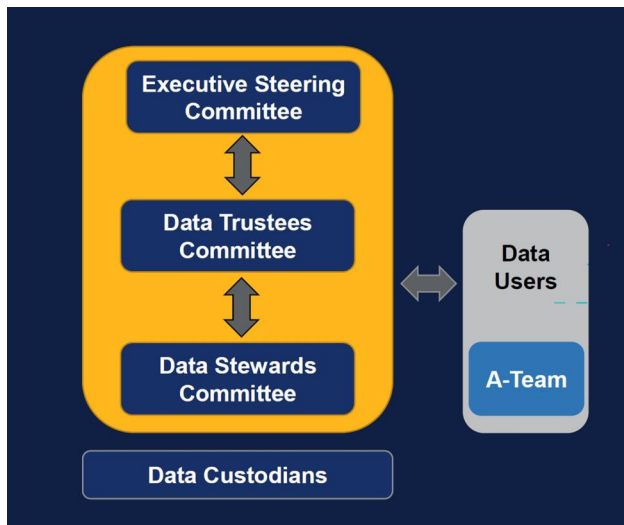 Executive Steering
Committee
Data Trustees
Committee
Data Stewards
Committee
Data Custodians
Data
Users
A-Team